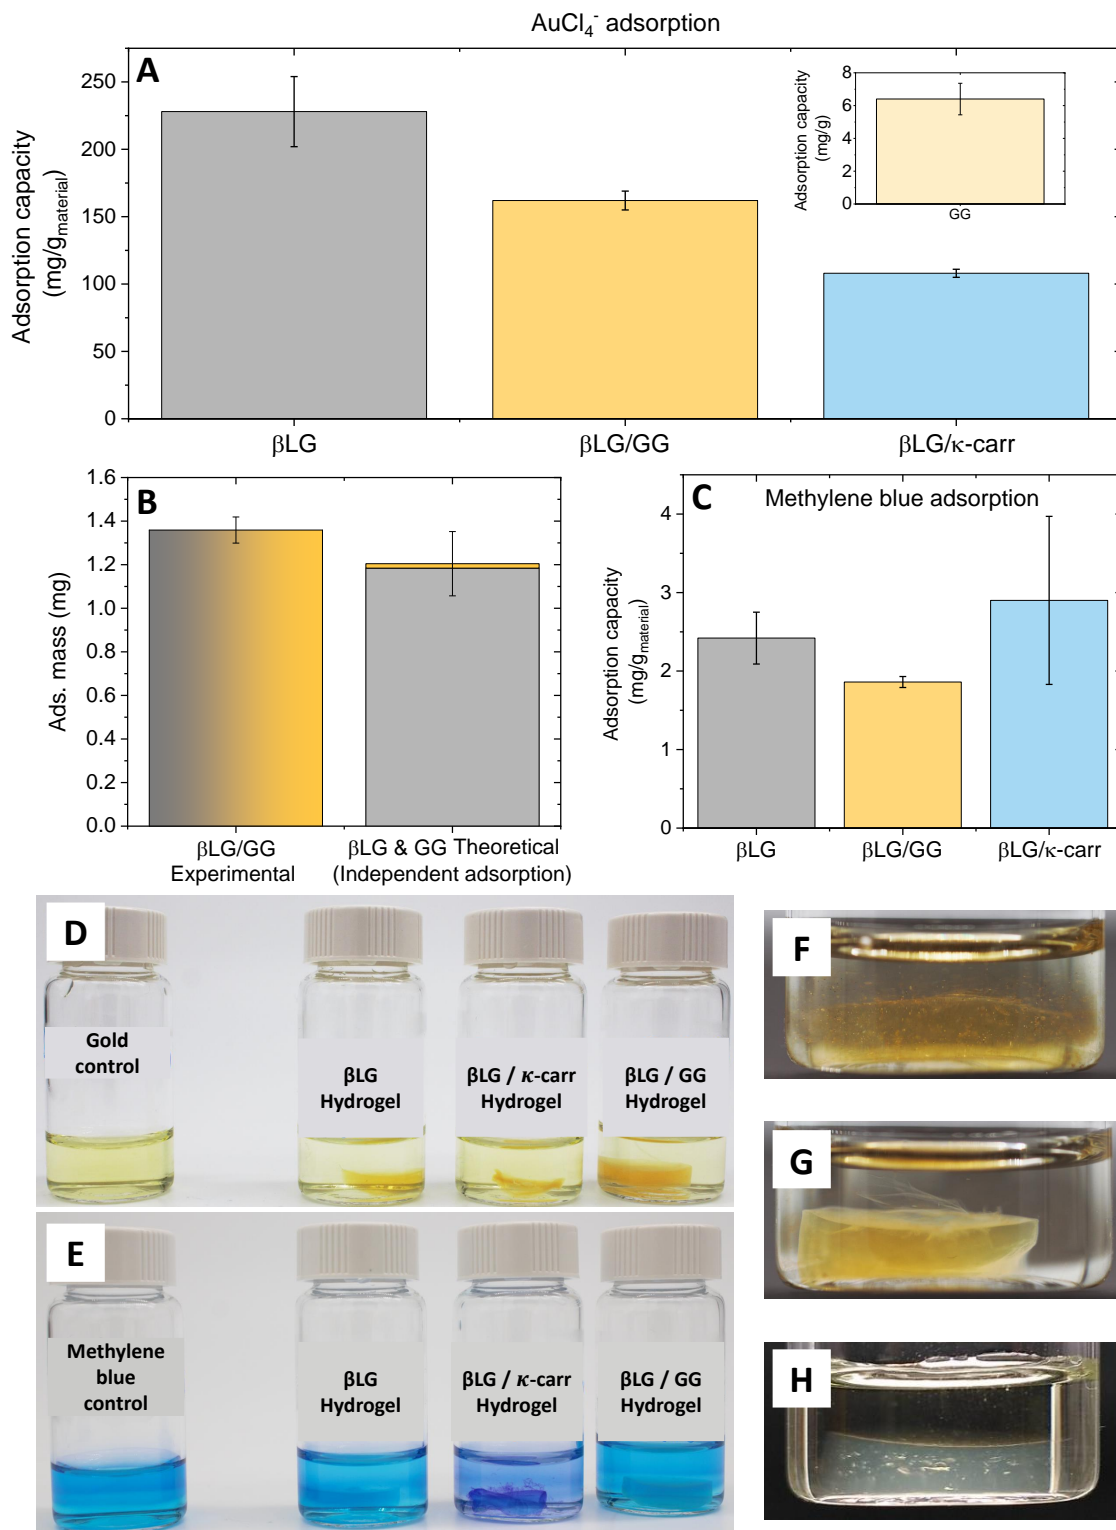 AuCl₄⁻ adsorption
A
Adsorption capacity
(mg/g_material)
250
200
150
100
50
0
βLG
βLG/GG
βLG/κ-carr
Adsorption capacity
(mg/g)
8
6
4
2
0
GG
B
Ads. mass (mg)
1.6
1.4
1.2
1.0
0.8
0.6
0.4
0.2
0.0
βLG/GG
Experimental
βLG & GG Theoretical
(Independent adsorption)
C
Methylene blue adsorption
Adsorption capacity
(mg/g_material)
4
3
2
1
0
βLG
βLG/GG
βLG/κ-carr
D
Gold
control
βLG
Hydrogel
βLG / κ-carr
Hydrogel
βLG / GG
Hydrogel
E
Methylene
blue
control
βLG
Hydrogel
βLG / κ-carr
Hydrogel
βLG / GG
Hydrogel
F
G
H